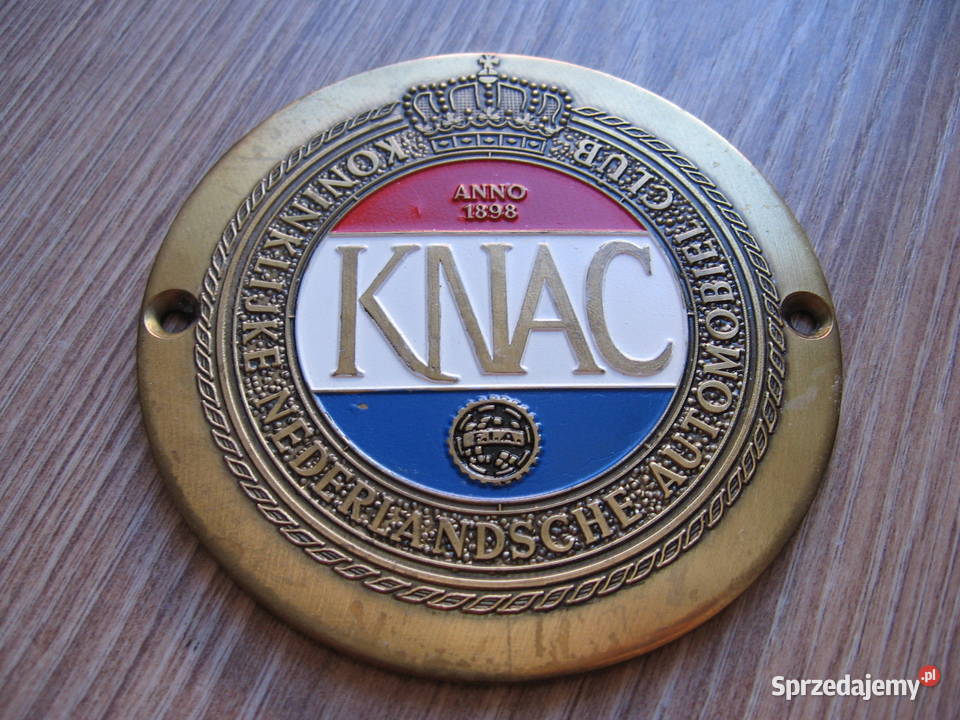 KONINKLIJKE·NEDERLANDSCHE AUTOMOBIEL CLUB
ANNO
1898
KNAC
F.I.A.
Sprzedajemy.pl